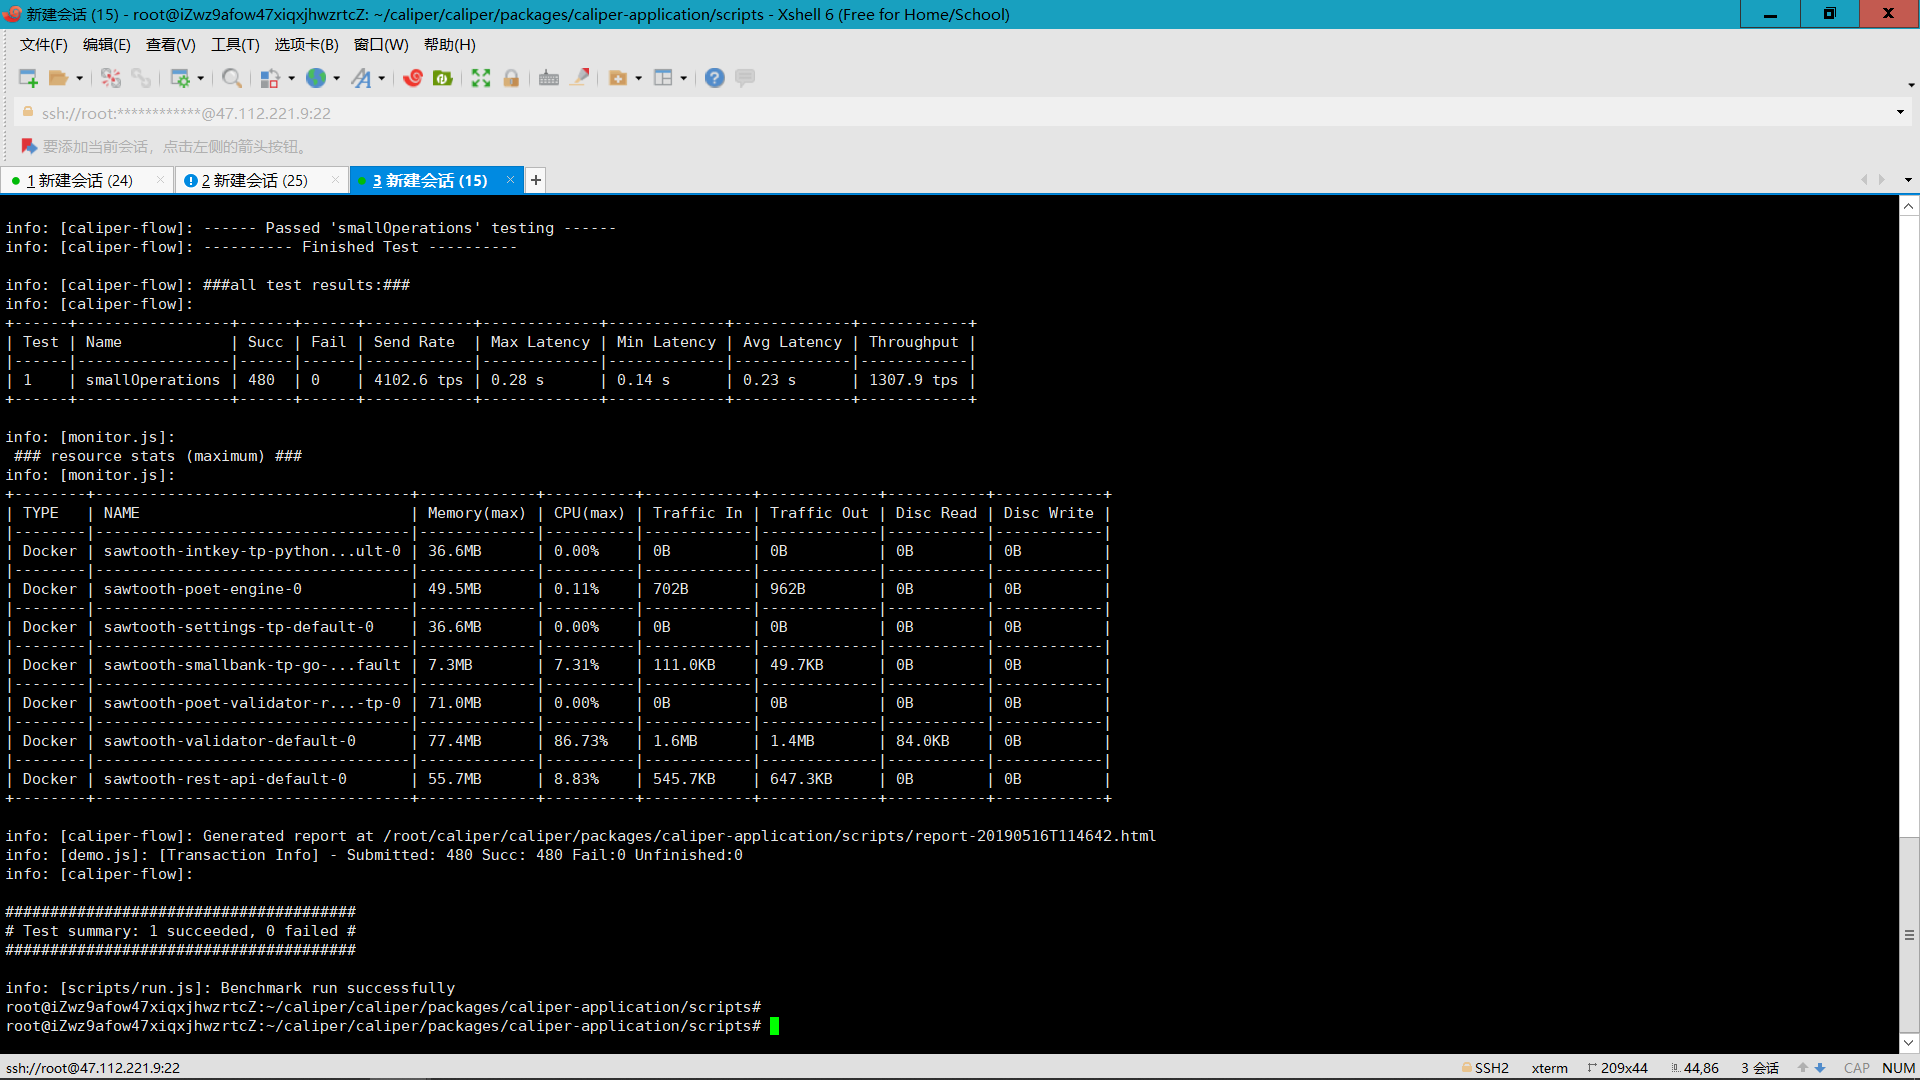 新建会话 (15) - root@iZwz9afow47xiqxjhwzrtcZ: ~/caliper/caliper/packages/caliper-application/scripts - Xshell 6 (Free for Home/School)
文件(F) 编辑(E) 查看(V) 工具(T) 选项卡(B) 窗口(W) 帮助(H)
ssh://root:************@47.112.221.9:22
要添加当前会话，点击左侧的箭头按钮。
1 新建会话 (24) 2 新建会话 (25) 3 新建会话 (15)
info: [caliper-flow]: ------ Passed 'smallOperations' testing ------
info: [caliper-flow]: ---------- Finished Test ----------
info: [caliper-flow]: ###all test results:###
info: [caliper-flow]:
| Test | Name | Succ | Fail | Send Rate | Max Latency | Min Latency | Avg Latency | Throughput |
| 1 | smallOperations | 480 | 0 | 4102.6 tps | 0.28 s | 0.14 s | 0.23 s | 1307.9 tps |
info: [monitor.js]:
### resource stats (maximum) ###
info: [monitor.js]:
| TYPE | NAME | Memory(max) | CPU(max) | Traffic In | Traffic Out | Disc Read | Disc Write |
| Docker | sawtooth-intkey-tp-python...ult-0 | 36.6MB | 0.00% | 0B | 0B | 0B | 0B |
| Docker | sawtooth-poet-engine-0 | 49.5MB | 0.11% | 702B | 962B | 0B | 0B |
| Docker | sawtooth-settings-tp-default-0 | 36.6MB | 0.00% | 0B | 0B | 0B | 0B |
| Docker | sawtooth-smallbank-tp-go-...fault | 7.3MB | 7.31% | 111.0KB | 49.7KB | 0B | 0B |
| Docker | sawtooth-poet-validator-r...-tp-0 | 71.0MB | 0.00% | 0B | 0B | 0B | 0B |
| Docker | sawtooth-validator-default-0 | 77.4MB | 86.73% | 1.6MB | 1.4MB | 84.0KB | 0B |
| Docker | sawtooth-rest-api-default-0 | 55.7MB | 8.83% | 545.7KB | 647.3KB | 0B | 0B |
info: [caliper-flow]: Generated report at /root/caliper/caliper/packages/caliper-application/scripts/report-20190516T114642.html
info: [demo.js]: [Transaction Info] - Submitted: 480 Succ: 480 Fail:0 Unfinished:0
info: [caliper-flow]:
#######################################
# Test summary: 1 succeeded, 0 failed #
#######################################
info: [scripts/run.js]: Benchmark run successfully
root@iZwz9afow47xiqxjhwzrtcZ:~/caliper/caliper/packages/caliper-application/scripts#
root@iZwz9afow47xiqxjhwzrtcZ:~/caliper/caliper/packages/caliper-application/scripts#
ssh://root@47.112.221.9:22 SSH2 xterm 209x44 44,86 3 会话 CAP NUM